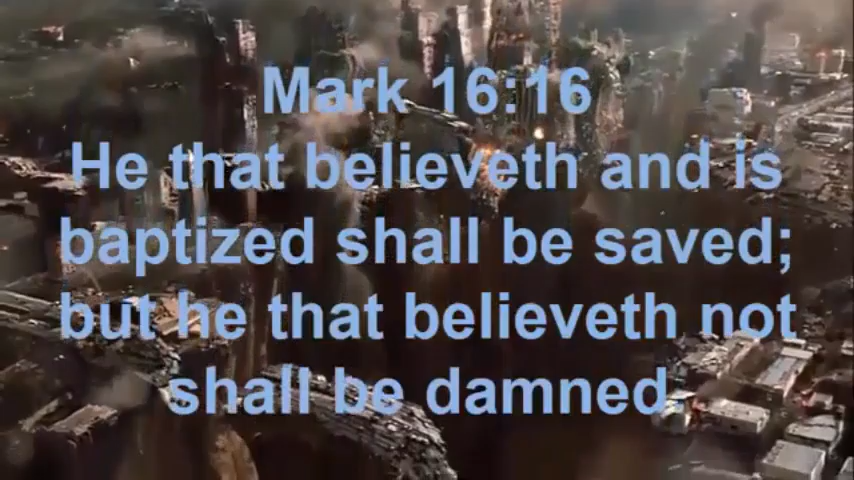 Mark 16:16
He that believeth and is
baptized shall be saved;
but he that believeth not
shall be damned.